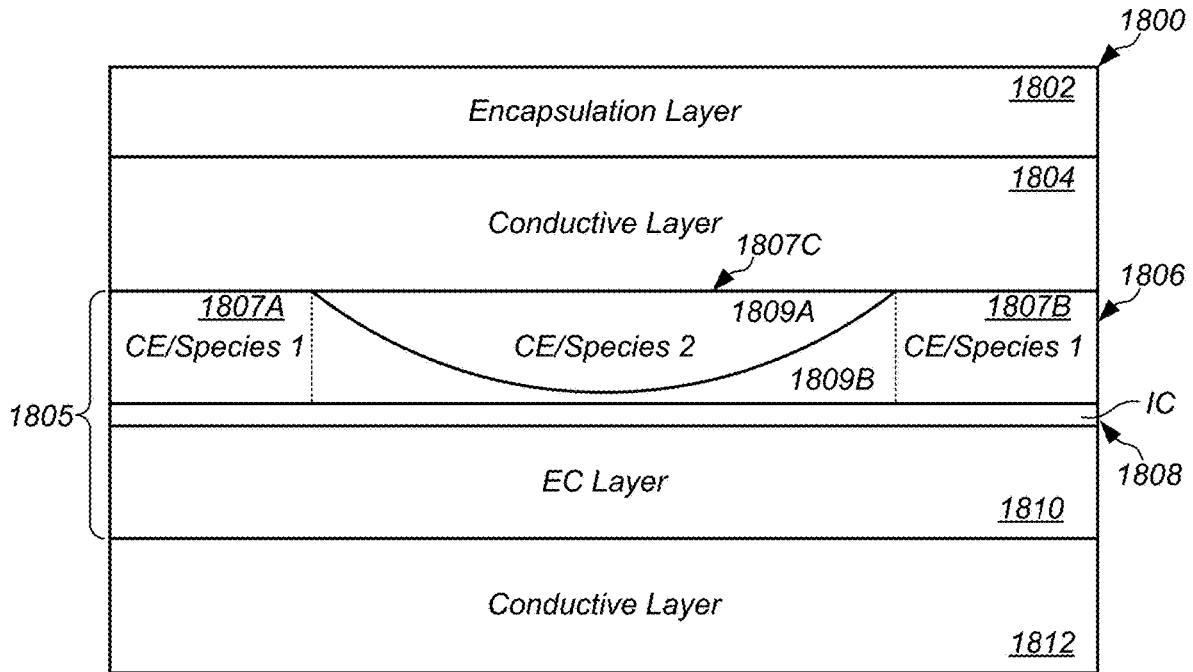 1800
1802
Encapsulation Layer
1804
Conductive Layer
1807C
1806
1807A
1809A
1807B
CE/Species 1
CE/Species 2
CE/Species 1
1809B
1805
IC
1808
EC Layer
1810
Conductive Layer
1812